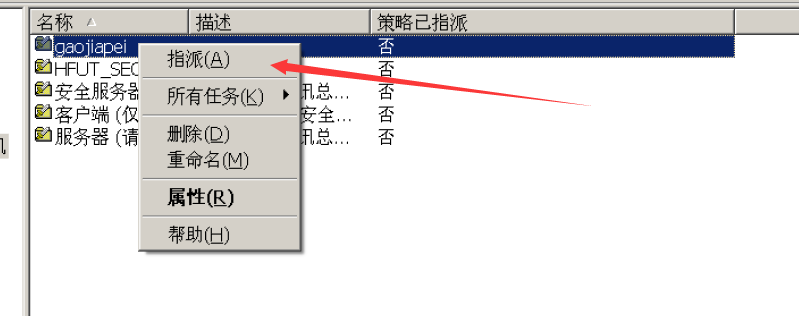 名称 描述 策略已指派
gaojiapei 否
HFUT_SEC 否
安全服务器 讯总... 否
客户端 (仅 安全... 否
服务器 (请 讯总... 否
指派(A)
所有任务(K)
删除(D)
重命名(M)
属性(R)
帮助(H)